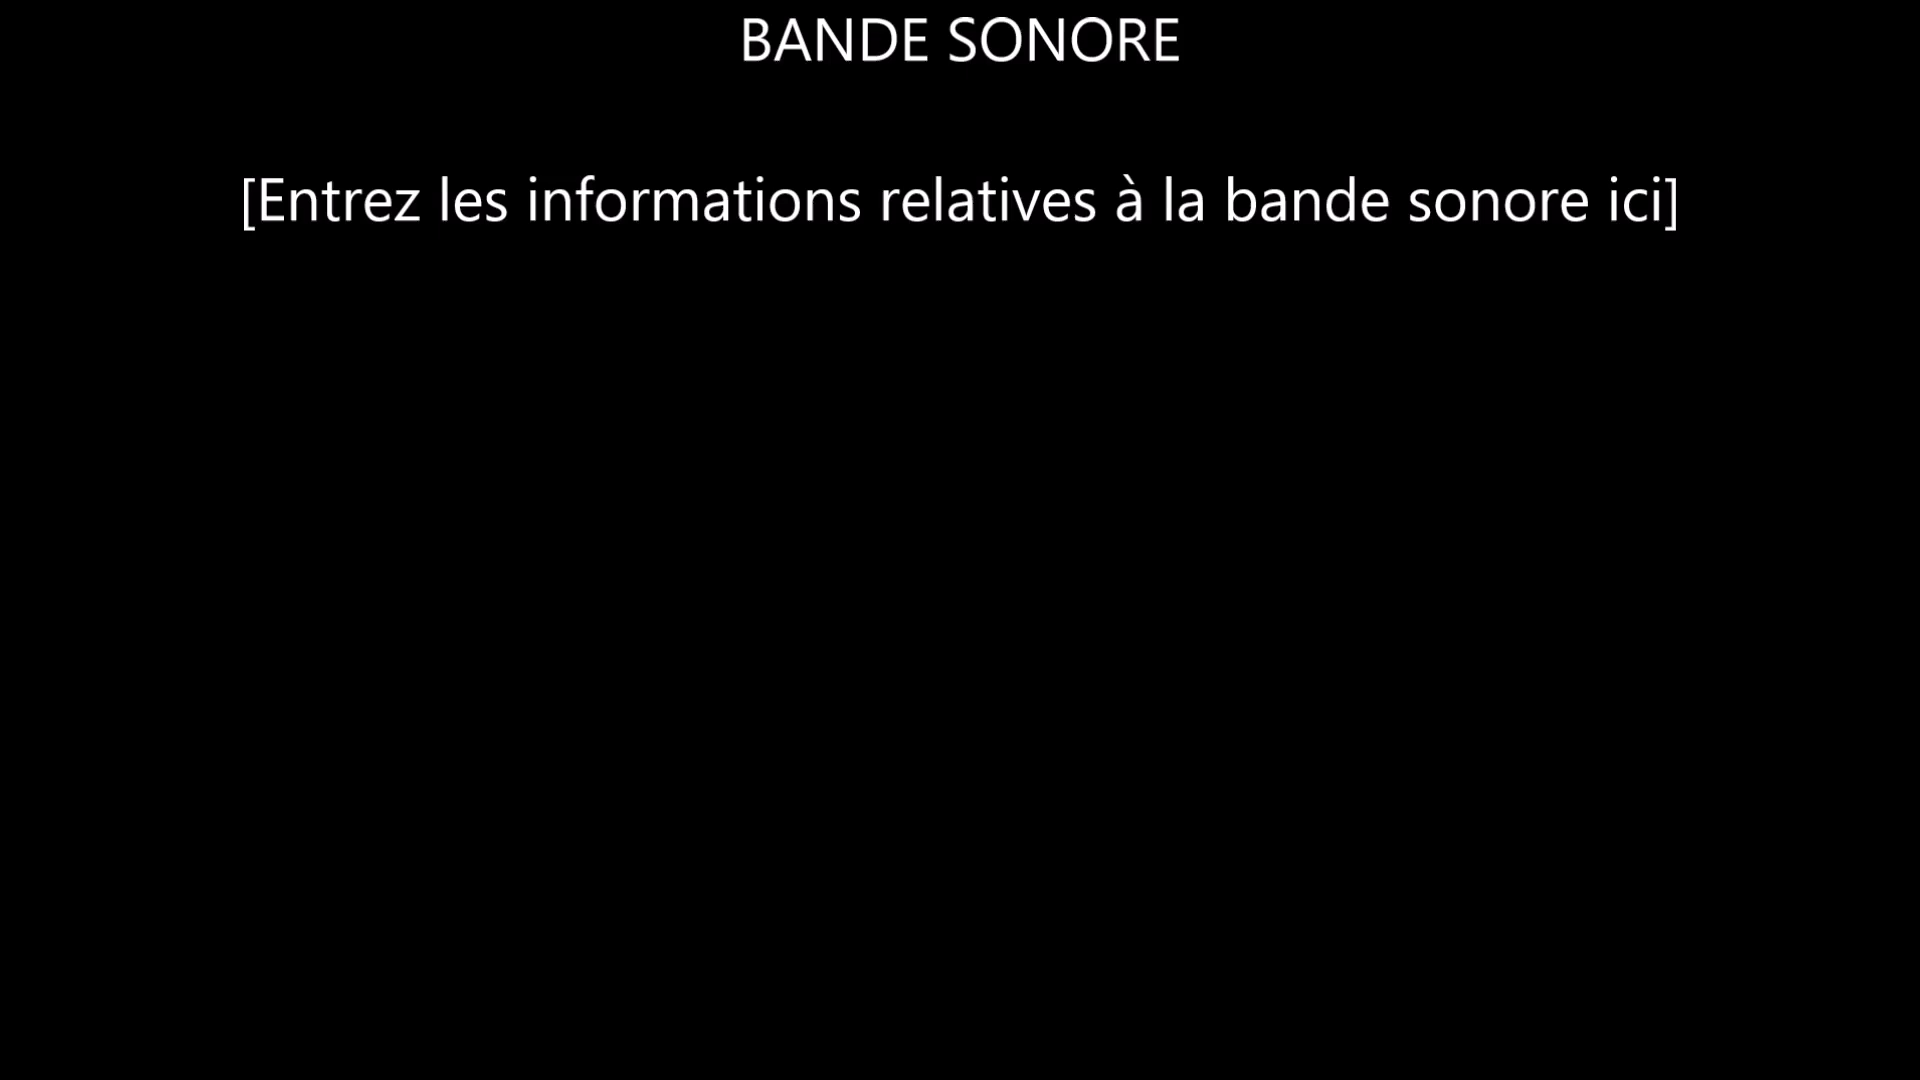 BANDE SONORE
[Entrez les informations relatives à la bande sonore ici]